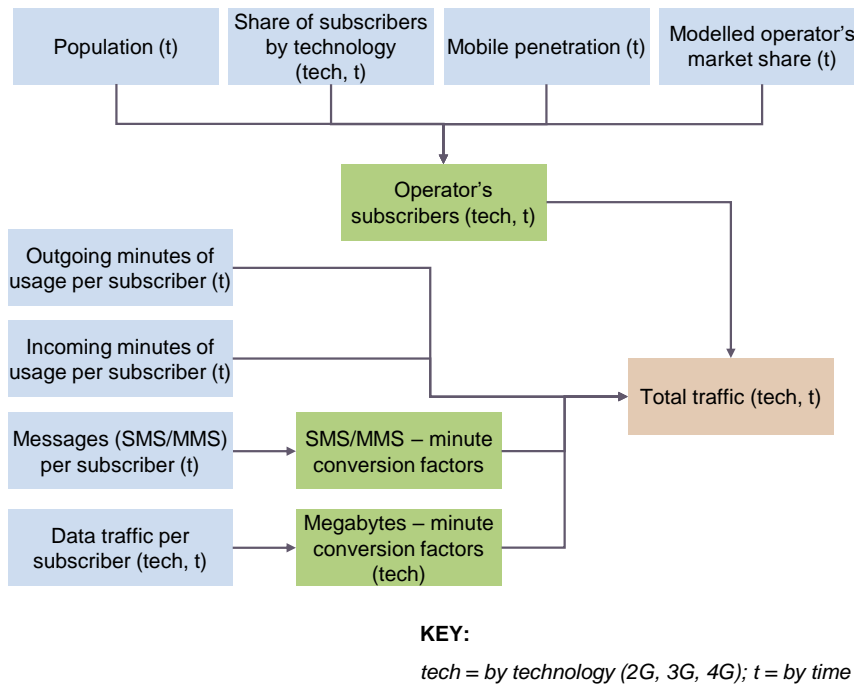 Population (t)
Share of subscribers
by technology
(tech, t)
Mobile penetration (t)
Modelled operator's
market share (t)
Operator's
subscribers (tech, t)
Outgoing minutes of
usage per subscriber (t)
Incoming minutes of
usage per subscriber (t)
Total traffic (tech, t)
Messages (SMS/MMS)
per subscriber (t)
SMS/MMS – minute
conversion factors
Data traffic per
subscriber (tech, t)
Megabytes – minute
conversion factors
(tech)
KEY:
tech = by technology (2G, 3G, 4G); t = by time